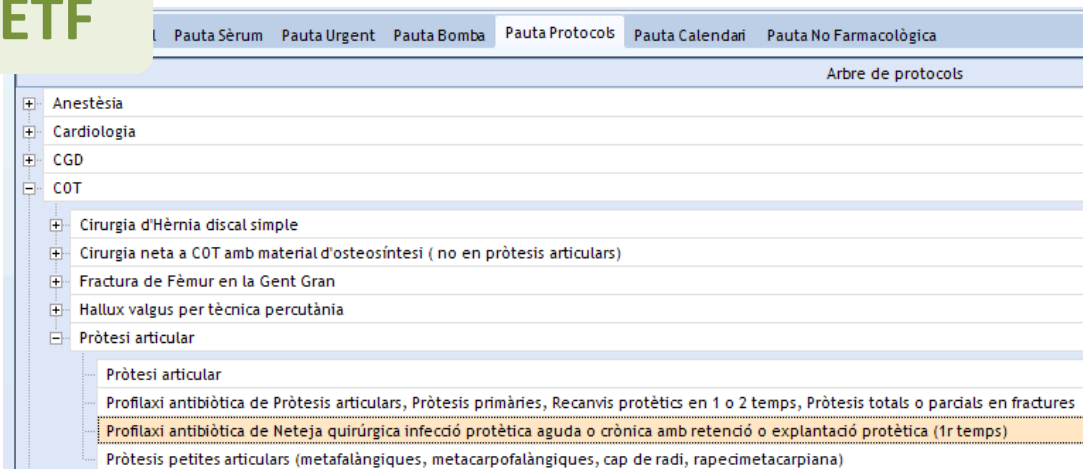 ETF
l Pauta Sèrum Pauta Urgent Pauta Bomba Pauta Protocols Pauta Calendari Pauta No Farmacològica
Arbre de protocols
Anestèsia
Cardiologia
CGD
COT
Cirurgia d'Hèrnia discal simple
Cirurgia neta a COT amb material d'osteosíntesi ( no en pròtesis articulars)
Fractura de Fèmur en la Gent Gran
Hallux valgus per tècnica percutània
Pròtesi articular
Pròtesi articular
Profilaxi antibiòtica de Pròtesis articulars, Pròtesis primàries, Recanvis protètics en 1 o 2 temps, Pròtesis totals o parcials en fractures
Profilaxi antibiòtica de Neteja quirúrgica infecció protètica aguda o crònica amb retenció o explantació protètica (1r temps)
Pròtesis petites articulars (metafalàngiques, metacarpofalàngiques, cap de radi, rapecimetacarpiana)